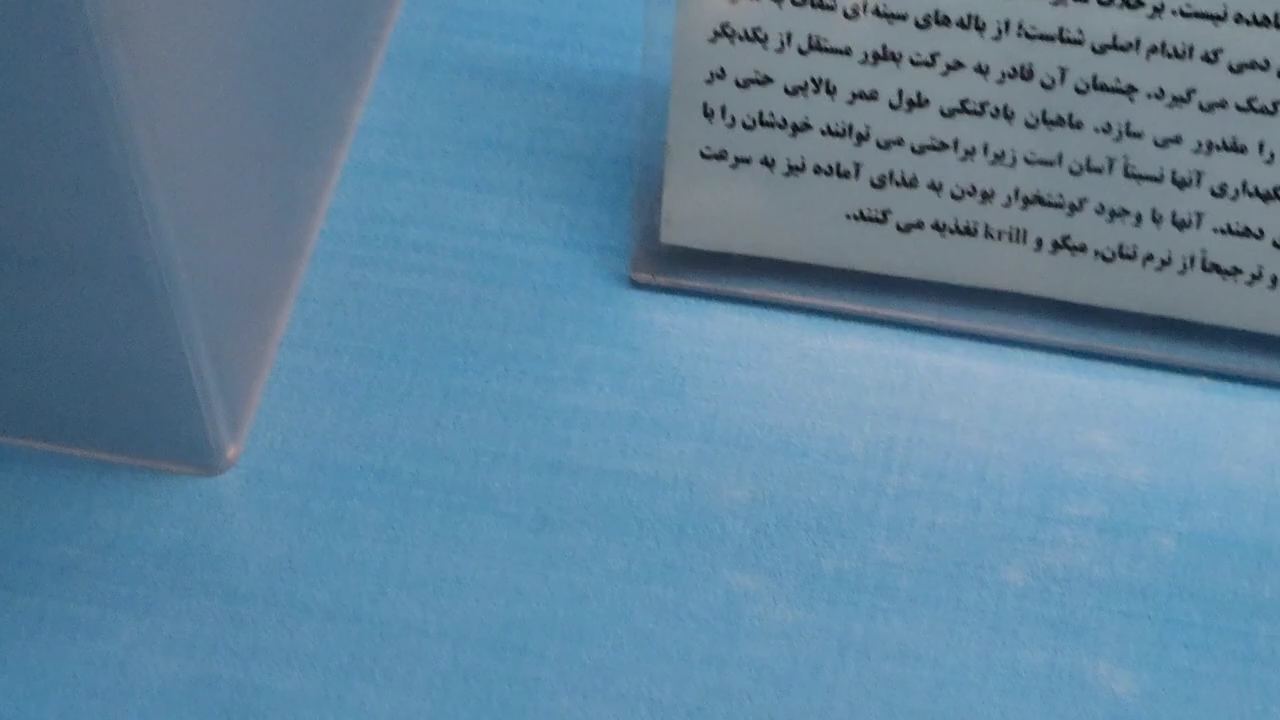 مشاهده نیست. برخلاف
دمی که اندام اصلی شناست؛ از باله های سینه ای شان به
کمک می گیرد. چشمان آن قادر به حرکت بطور مستقل از یکدیگر
را مقدور می سازد. ماهیان بادکنکی طول عمر بالایی حتی در
نگهداری آنها نسبتاً آسان است زیرا براحتی می توانند خودشان را با
دهند. آنها با وجود گوشتخوار بودن به غذای آماده نیز به سرعت
و ترجیحاً از نرم تنان, میگو و krill تغذیه می کنند.